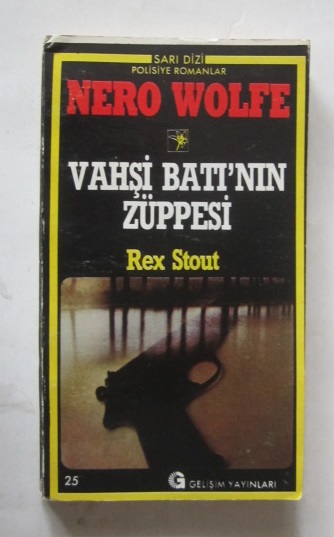 SARI DİZİ
POLİSİYE ROMANLAR
NERO WOLFE
VAHŞİ BATI'NIN
ZÜPPESİ
Rex Stout
25
G GELİŞİM YAYINLARI